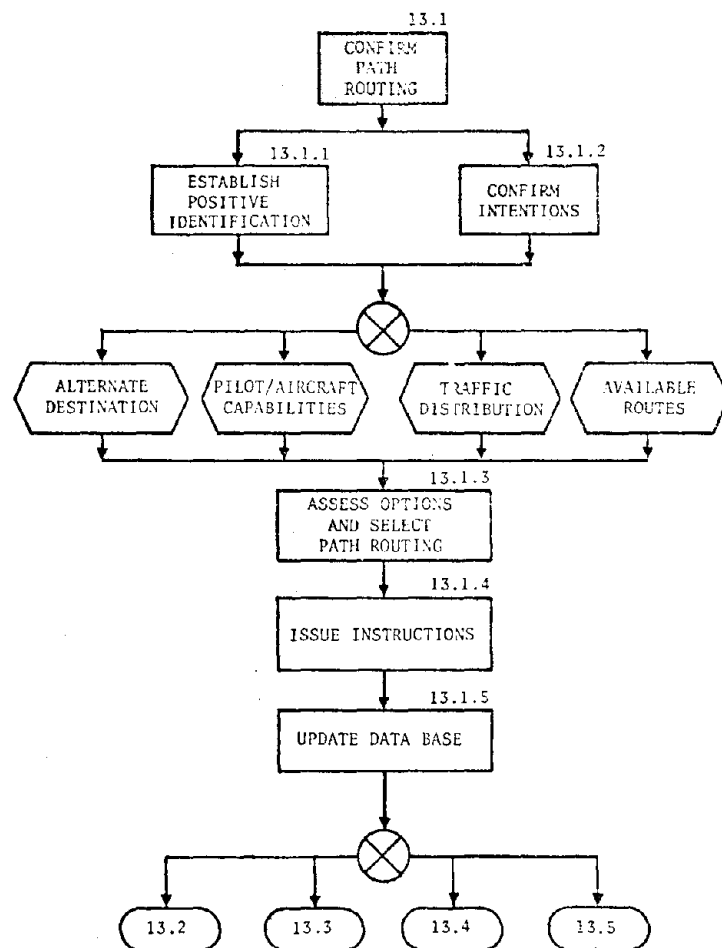 13.1
CONFIRM
PATH
ROUTING
13.1.1
ESTABLISH
POSITIVE
IDENTIFICATION
13.1.2
CONFIRM
INTENTIONS
ALTERNATE
DESTINATION
PILOT/AIRCRAFT
CAPABILITIES
TRAFFIC
DISTRIBUTION
AVAILABLE
ROUTES
13.1.3
ASSESS OPTIONS
AND SELECT
PATH ROUTING
13.1.4
ISSUE INSTRUCTIONS
13.1.5
UPDATE DATA BASE
13.2
13.3
13.4
13.5